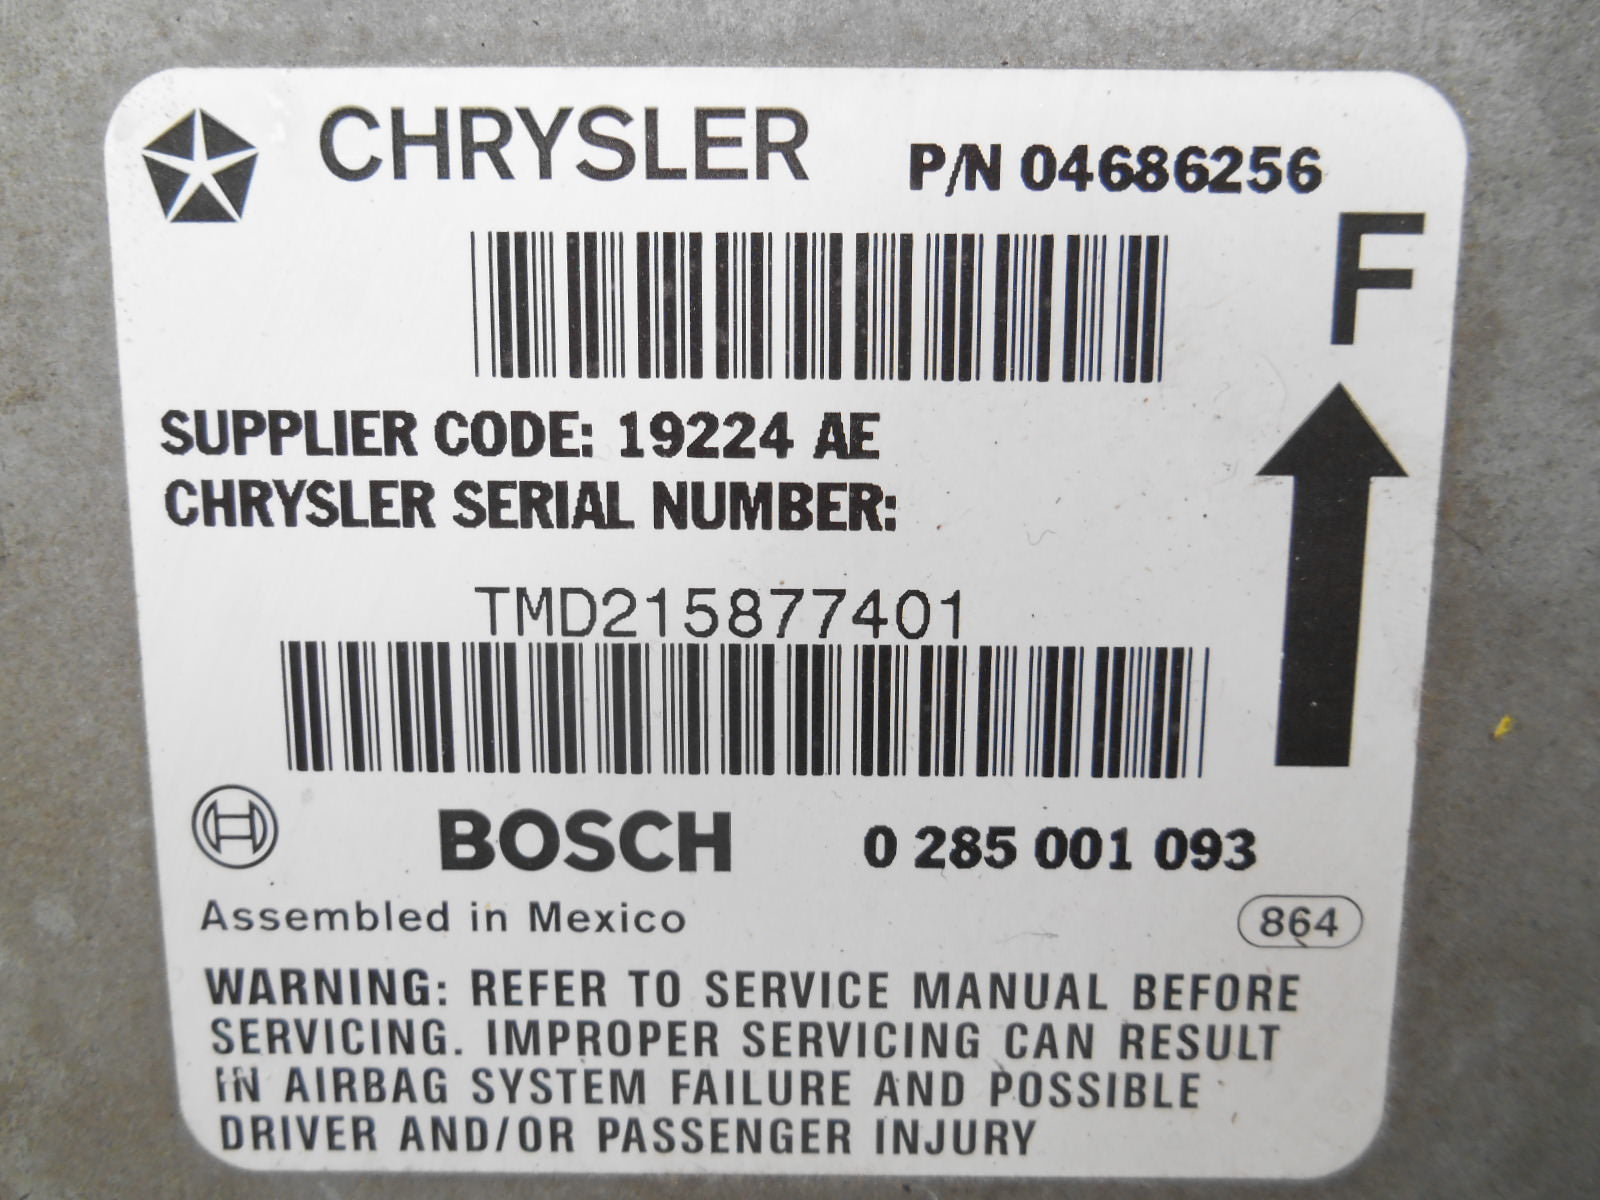 CHRYSLER P/N 04686256
F
SUPPLIER CODE: 19224 AE
CHRYSLER SERIAL NUMBER:
TMD215877401
BOSCH 0 285 001 093
Assembled in Mexico 864
WARNING: REFER TO SERVICE MANUAL BEFORE
SERVICING. IMPROPER SERVICING CAN RESULT
IN AIRBAG SYSTEM FAILURE AND POSSIBLE
DRIVER AND/OR PASSENGER INJURY